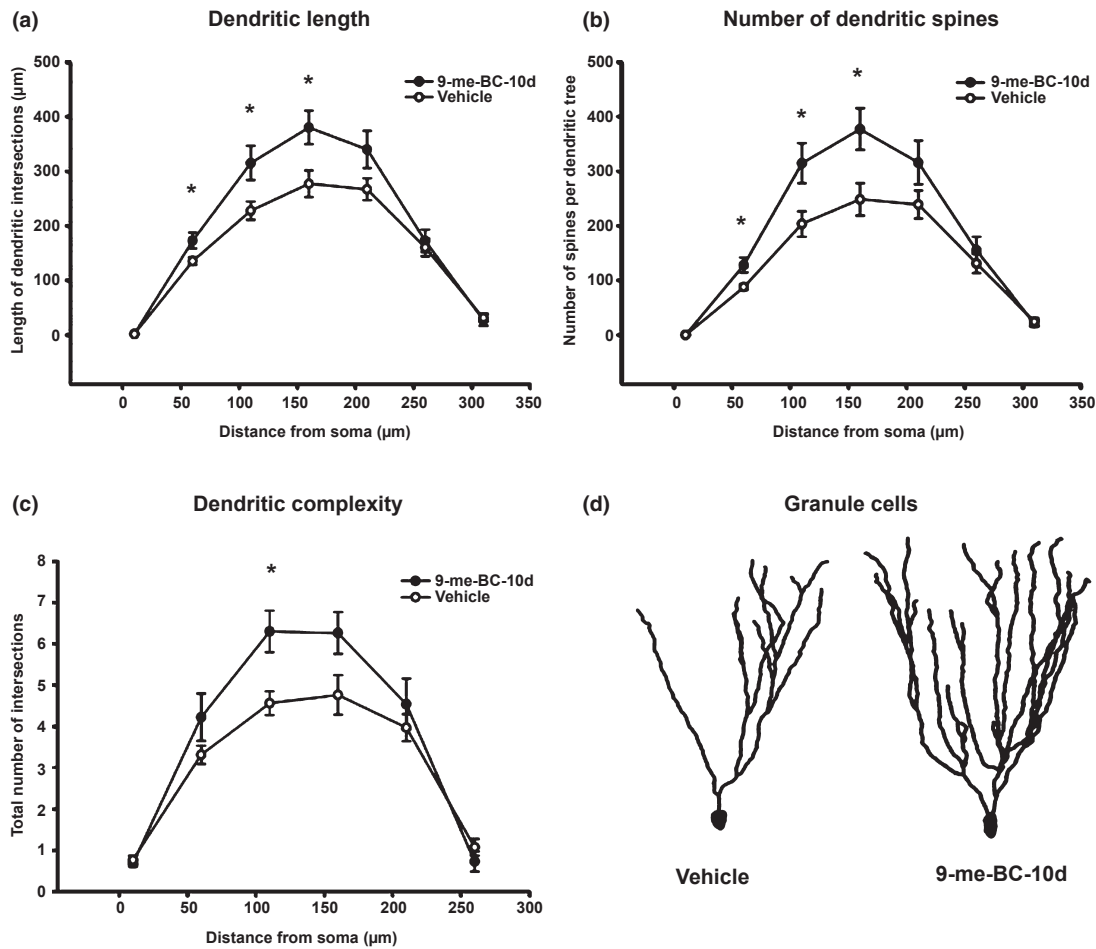 (a) Dendritic length
500
400
300
200
100
0
Length of dendritic intersections (µm)
* * *
9-me-BC-10d
Vehicle
0 50 100 150 200 250 300 350
Distance from soma (µm)
(b) Number of dendritic spines
500
400
300
200
100
0
Number of spines per dendritic tree
* * *
9-me-BC-10d
Vehicle
0 50 100 150 200 250 300 350
Distance from soma (µm)
(c) Dendritic complexity
8
7
6
5
4
3
2
1
0
Total number of intersections
*
9-me-BC-10d
Vehicle
0 50 100 150 200 250 300
Distance from soma (µm)
(d) Granule cells
Vehicle
9-me-BC-10d